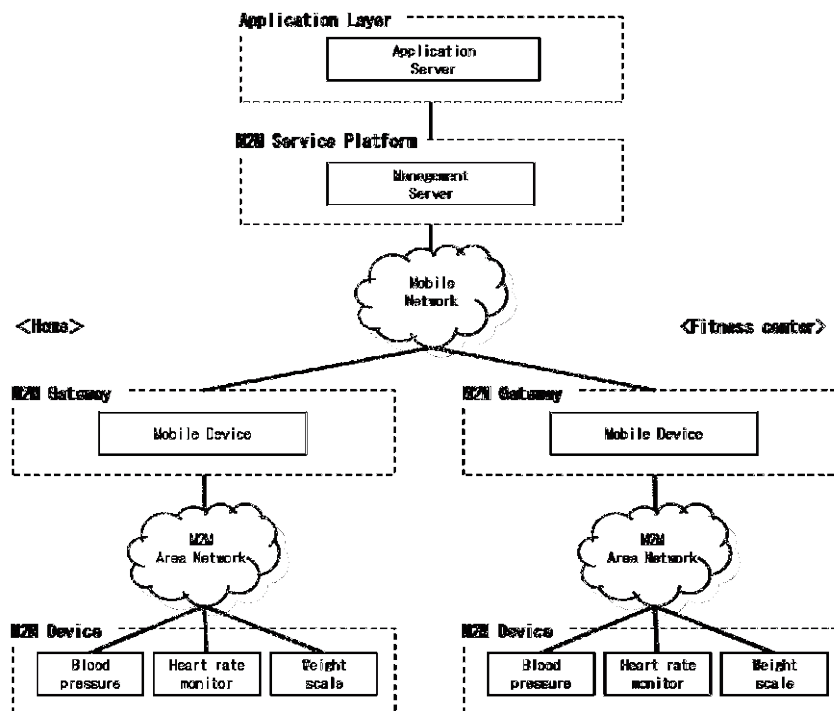 Application Layer
Application
Server
M2M Service Platform
Management
Server
Mobile
Network
<Home>
<Fitness center>
M2M Gateway
Mobile Device
M2M Gateway
Mobile Device
M2M
Area Network
M2M
Area Network
M2M Device
Blood
pressure
Heart rate
monitor
Weight
scale
M2M Device
Blood
pressure
Heart rate
monitor
Weight
scale